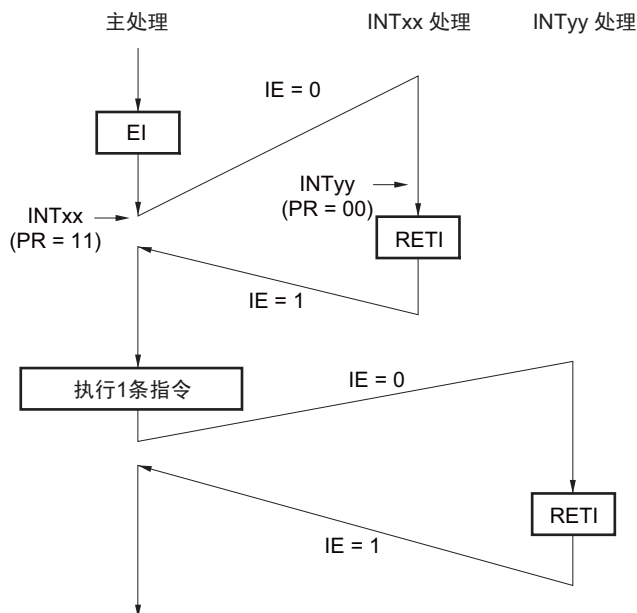 主处理
INTxx 处理
INTyy 处理
IE = 0
EI
INTyy
(PR = 00)
INTxx
(PR = 11)
RETI
IE = 1
执行1条指令
IE = 0
RETI
IE = 1